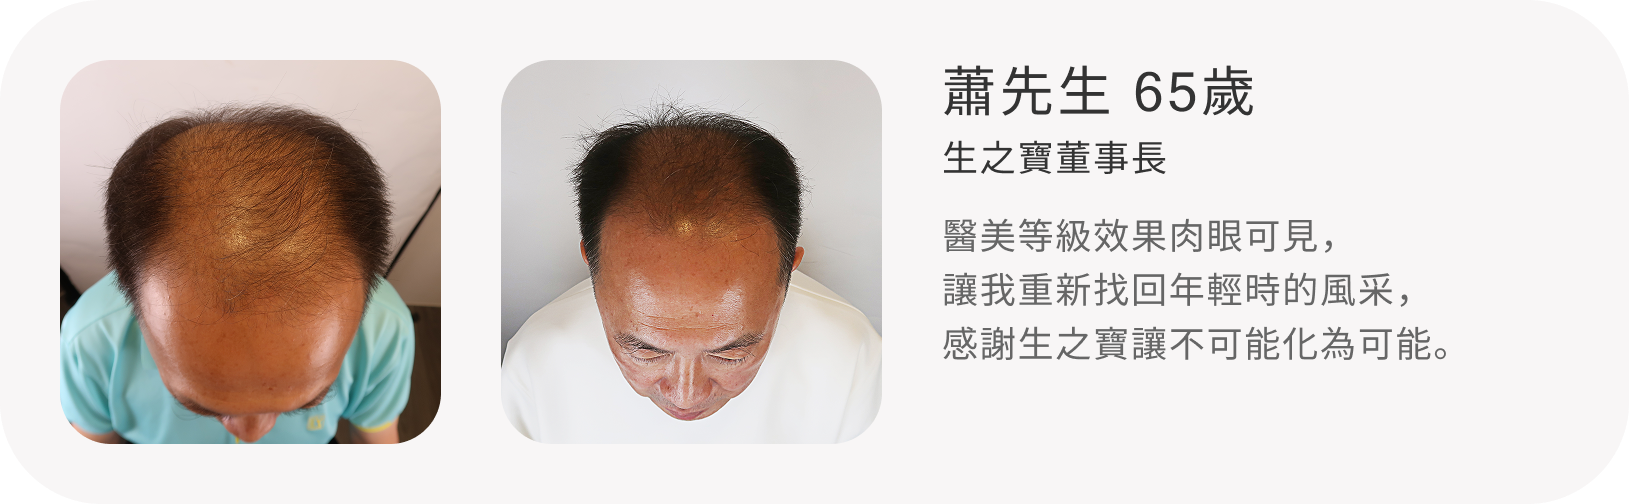 蕭先生 65歲
生之寶董事長
醫美等級效果肉眼可見，
讓我重新找回年輕時的風采，
感謝生之寶讓不可能化為可能。